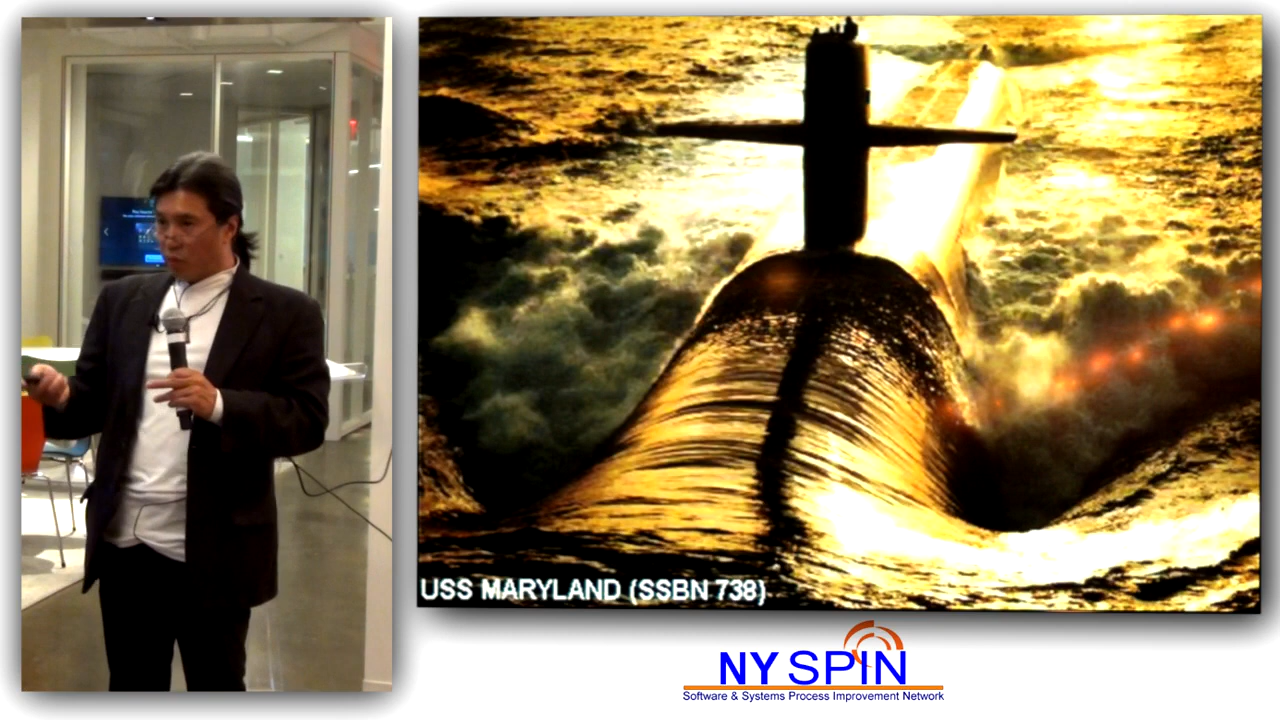 USS MARYLAND (SSBN 738)
NY SPIN
Software & Systems Process Improvement Network